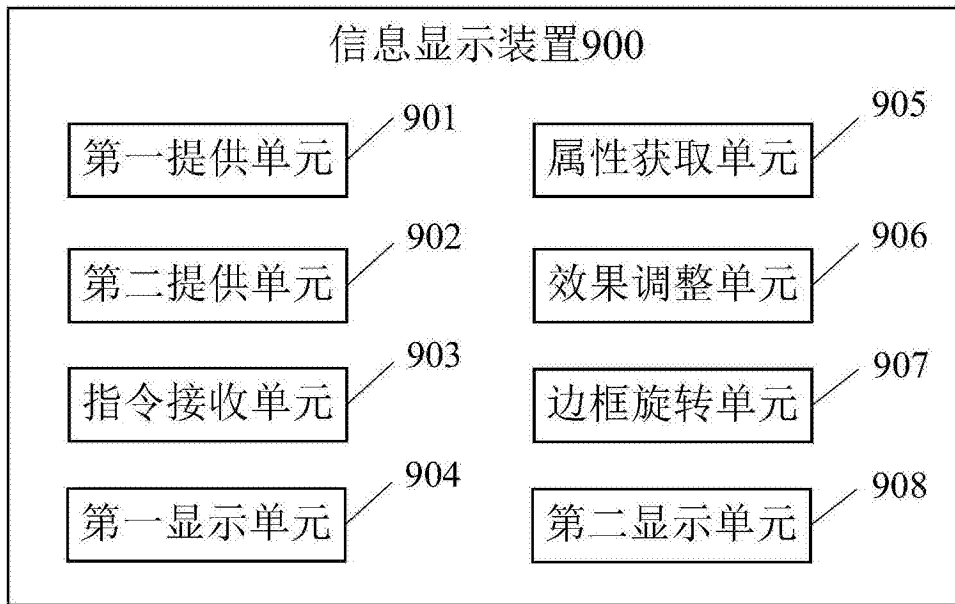 信息显示装置900
第一提供单元 901
属性获取单元 905
第二提供单元 902
效果调整单元 906
指令接收单元 903
边框旋转单元 907
第一显示单元 904
第二显示单元 908